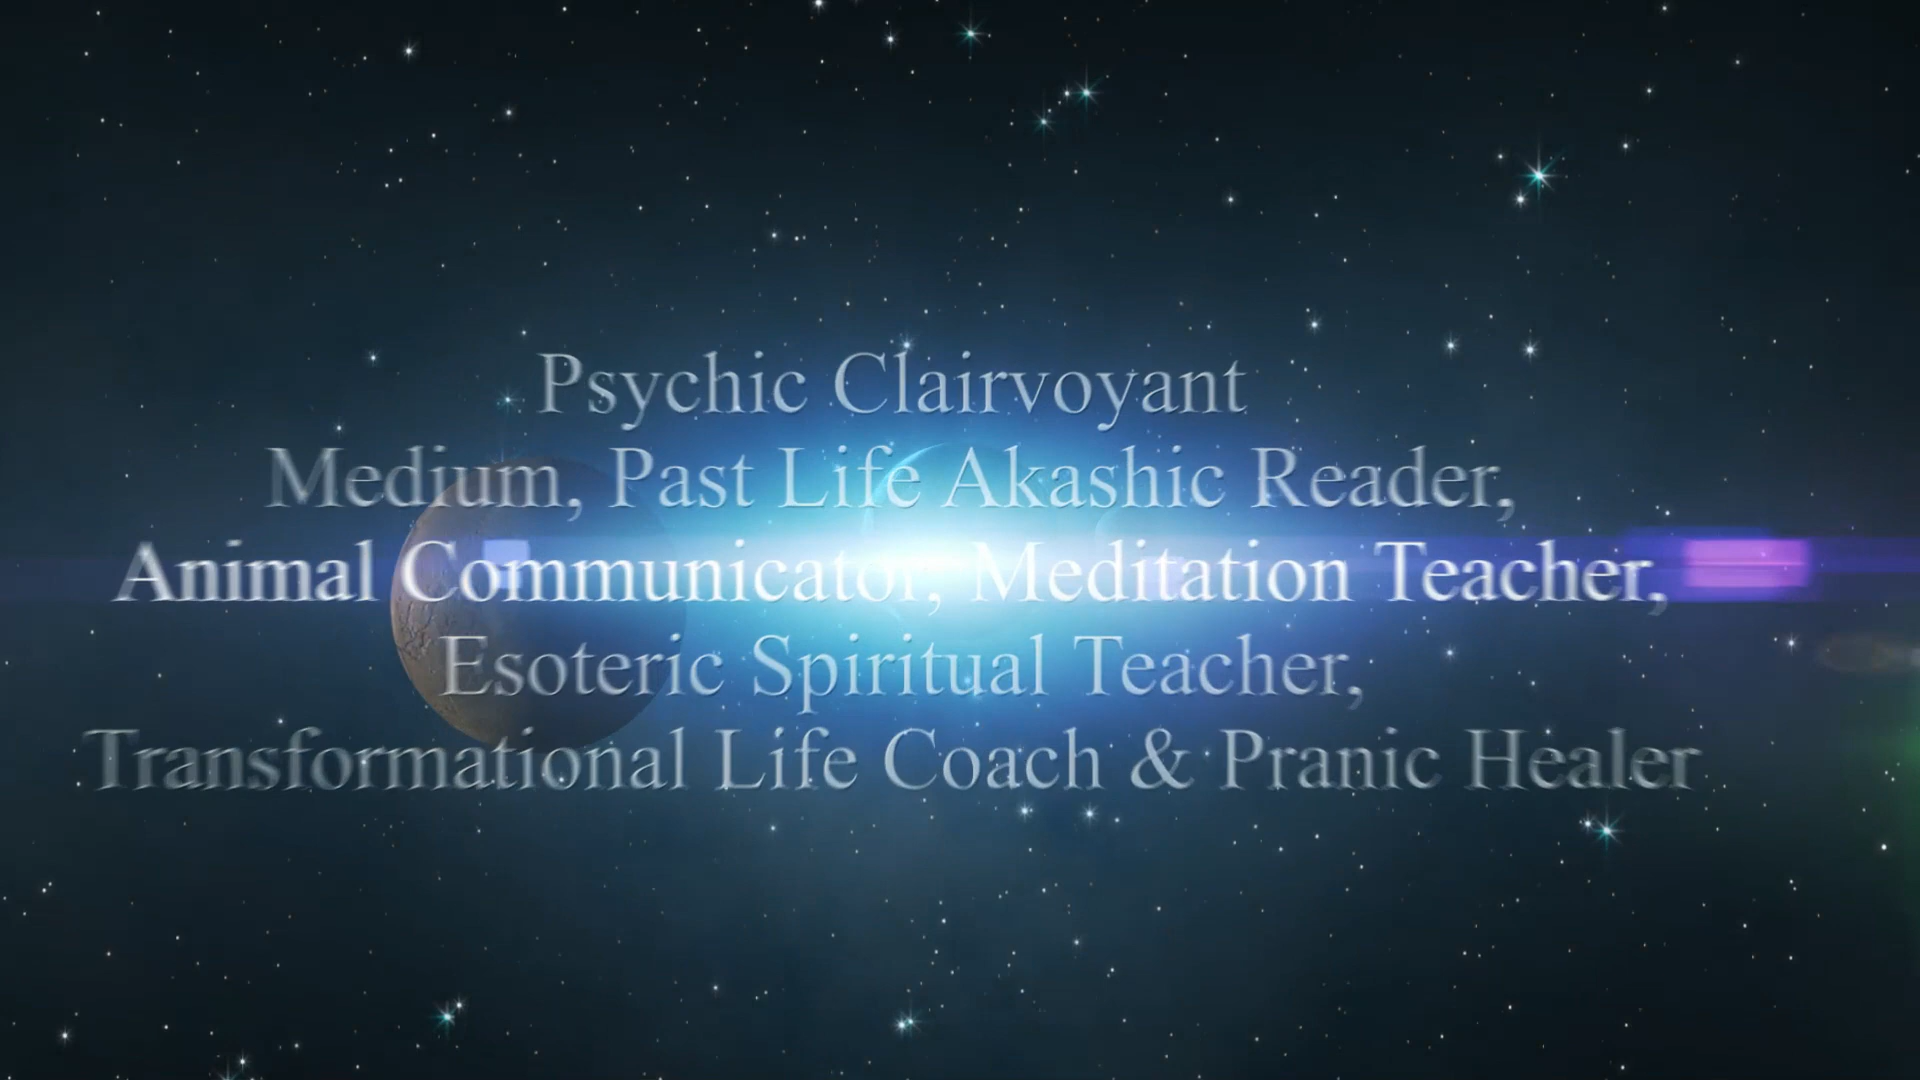 Psychic Clairvoyant
Medium, Past Life Akashic Reader,
Animal Communicator, Meditation Teacher,
Esoteric Spiritual Teacher,
Transformational Life Coach & Pranic Healer